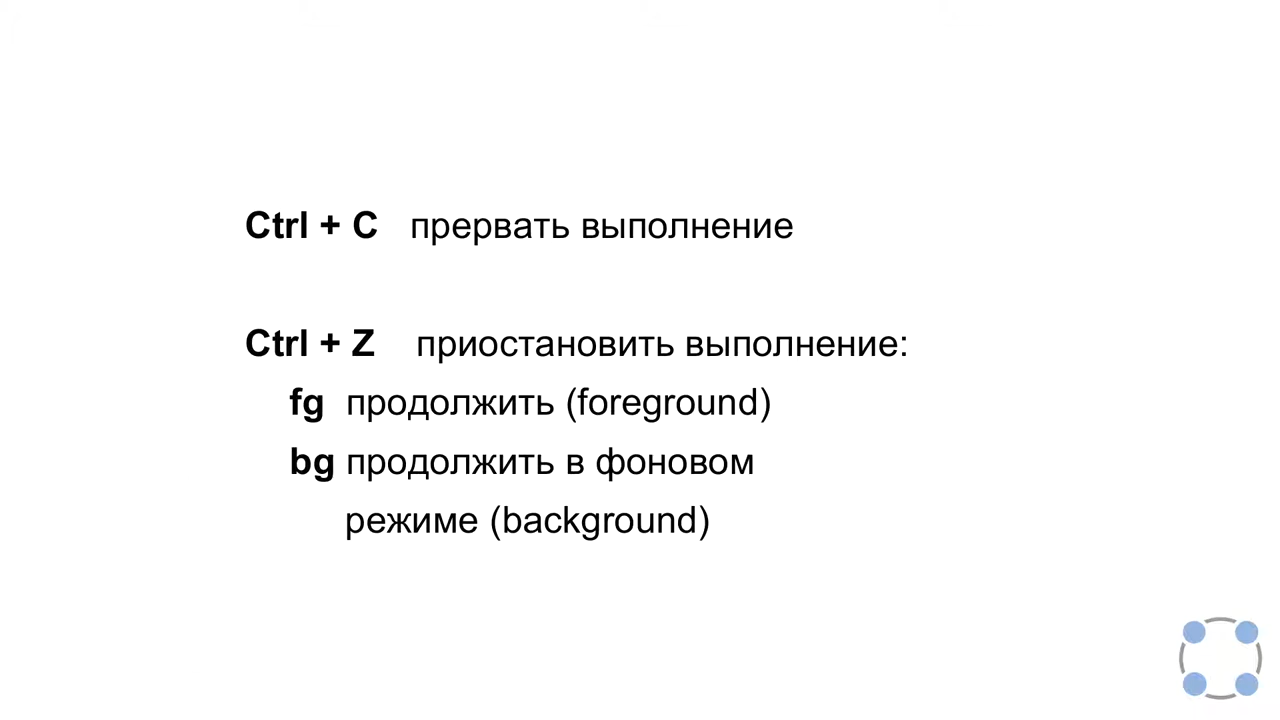 Ctrl + C прервать выполнение
Ctrl + Z приостановить выполнение:
fg продолжить (foreground)
bg продолжить в фоновом
режиме (background)